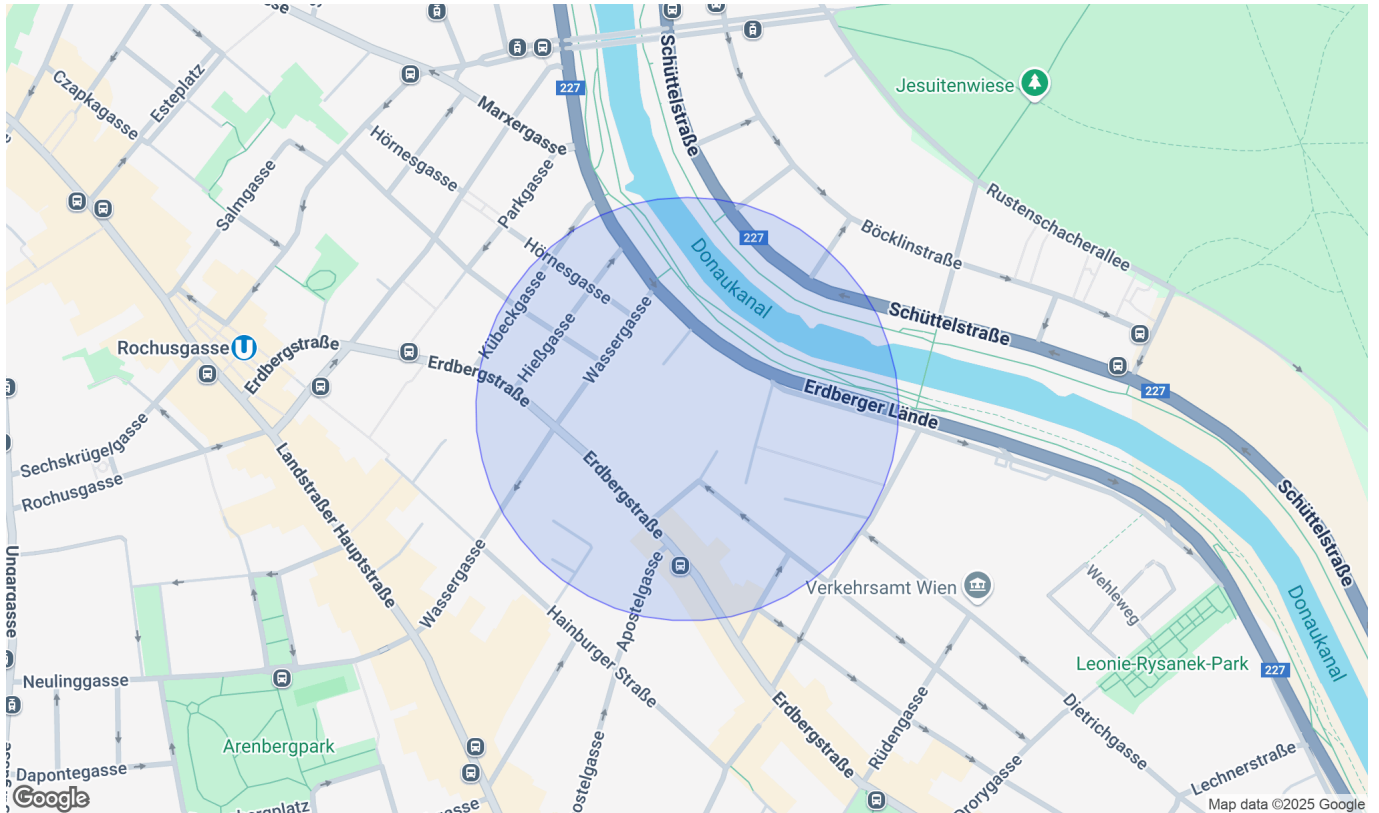 Czapkagasse
Esteplatz
Marxergasse
227
Schüttelstraße
Jesuitenwiese
Hörnesgasse
Parkgasse
Salmgasse
Rustenschacherallee
Böcklinstraße
227
Donaukanal
Hörnesgasse
Kübeckgasse
Hießgasse
Wassergasse
Schüttelstraße
Rochusgasse
U
Erdbergstraße
Erdbergstraße
Erdberger Lände
227
Sechskrügelgasse
Rochusgasse
Landstraßer Hauptstraße
Erdbergstraße
Schüttelstraße
Ungargasse
Wassergasse
Apostelgasse
Hainburger Straße
Verkehrsamt Wien
Wehleweg
Donaukanal
Leonie-Rysanek-Park
227
Neulinggasse
Arenbergpark
Erdbergstraße
Rüdengasse
Dietrichgasse
Dapontegasse
ostelgasse
Drorygasse
Lechnerstraße
Google
Map data ©2025 Google